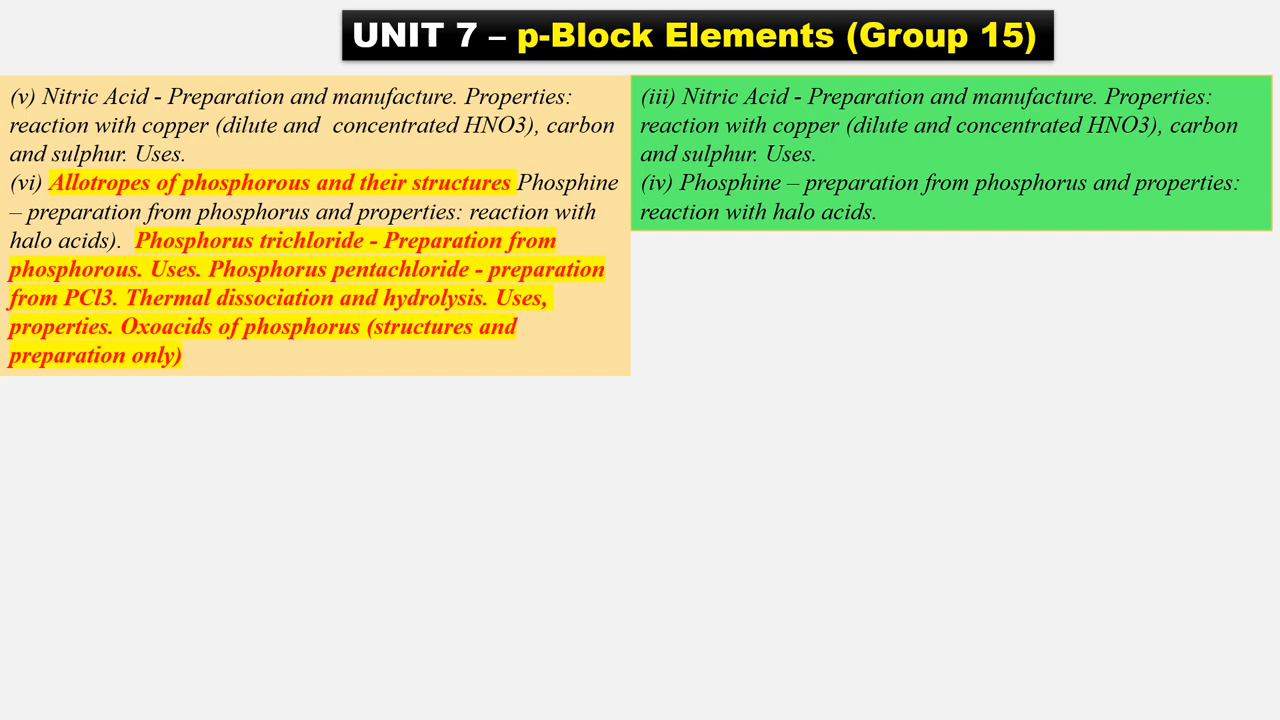 UNIT 7 – p-Block Elements (Group 15)
(v) Nitric Acid - Preparation and manufacture. Properties:
reaction with copper (dilute and  concentrated HNO3), carbon
and sulphur. Uses.
(vi) Allotropes of phosphorous and their structures Phosphine
– preparation from phosphorus and properties: reaction with
halo acids).  Phosphorus trichloride - Preparation from
phosphorous. Uses. Phosphorus pentachloride - preparation
from PCl3. Thermal dissociation and hydrolysis. Uses,
properties. Oxoacids of phosphorus (structures and
preparation only)
(iii) Nitric Acid - Preparation and manufacture. Properties:
reaction with copper (dilute and concentrated HNO3), carbon
and sulphur. Uses.
(iv) Phosphine – preparation from phosphorus and properties:
reaction with halo acids.